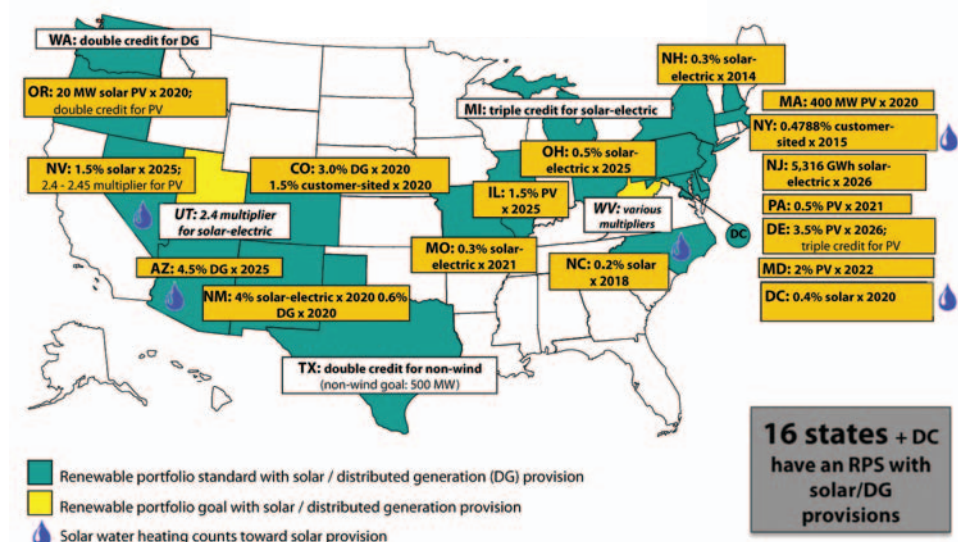 WA: double credit for DG
OR: 20 MW solar PV x 2020;
double credit for PV
NV: 1.5% solar x 2025;
2.4 - 2.45 multiplier for PV
UT: 2.4 multiplier
for solar-electric
CO: 3.0% DG x 2020
1.5% customer-sited x 2020
AZ: 4.5% DG x 2025
NM: 4% solar-electric x 2020 0.6%
DG x 2020
TX: double credit for non-wind
(non-wind goal: 500 MW)
MI: triple credit for solar-electric
OH: 0.5% solar-
electric x 2025
IL: 1.5% PV
x 2025
WV: various
multipliers
MO: 0.3% solar-
electric x 2021
NC: 0.2% solar
x 2018
NH: 0.3% solar-
electric x 2014
MA: 400 MW PV x 2020
NY: 0.4788% customer-
sited x 2015
NJ: 5,316 GWh solar-
electric x 2026
PA: 0.5% PV x 2021
DE: 3.5% PV x 2026;
triple credit for PV
MD: 2% PV x 2022
DC: 0.4% solar x 2020
DC
16 states + DC
have an RPS with
solar/DG
provisions
Renewable portfolio standard with solar / distributed generation (DG) provision
Renewable portfolio goal with solar / distributed generation provision
Solar water heating counts toward solar provision